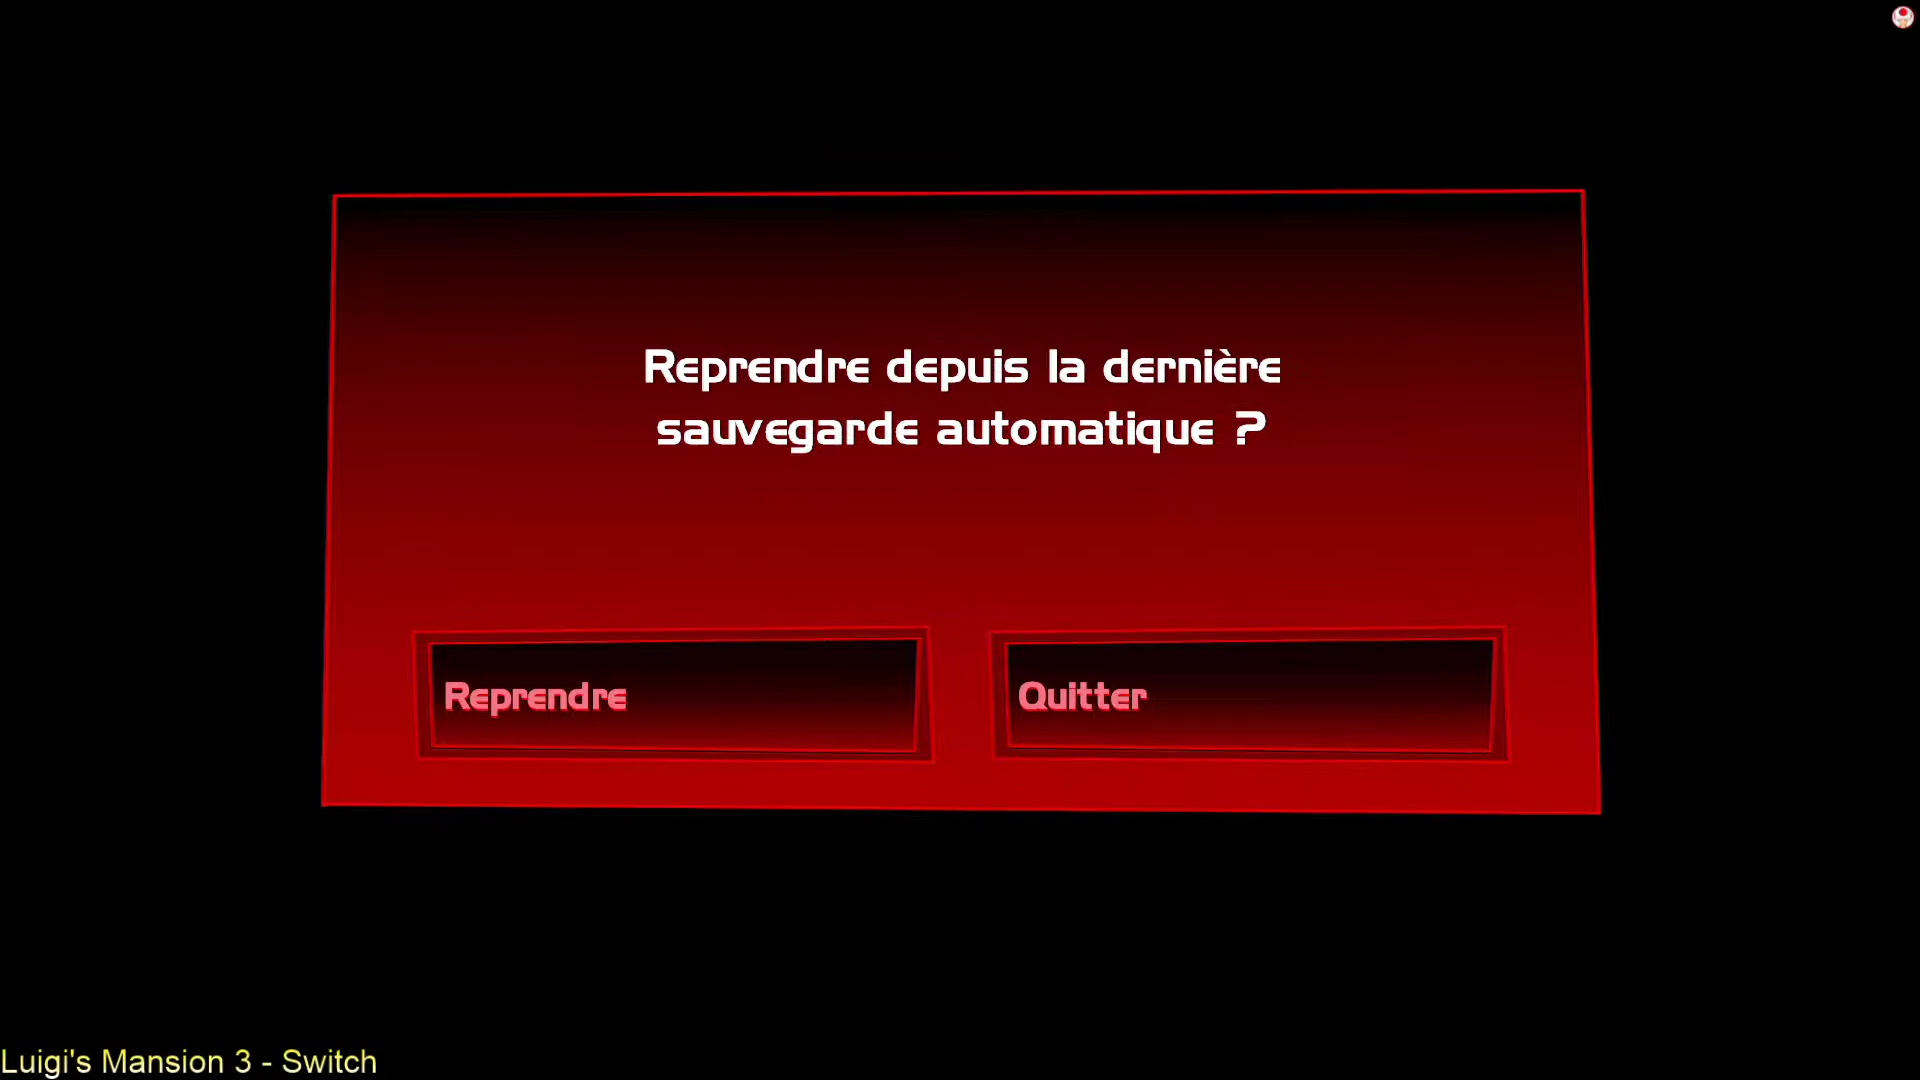 Reprendre depuis la dernière
sauvegarde automatique ?
Reprendre
Quitter
Luigi's Mansion 3 - Switch